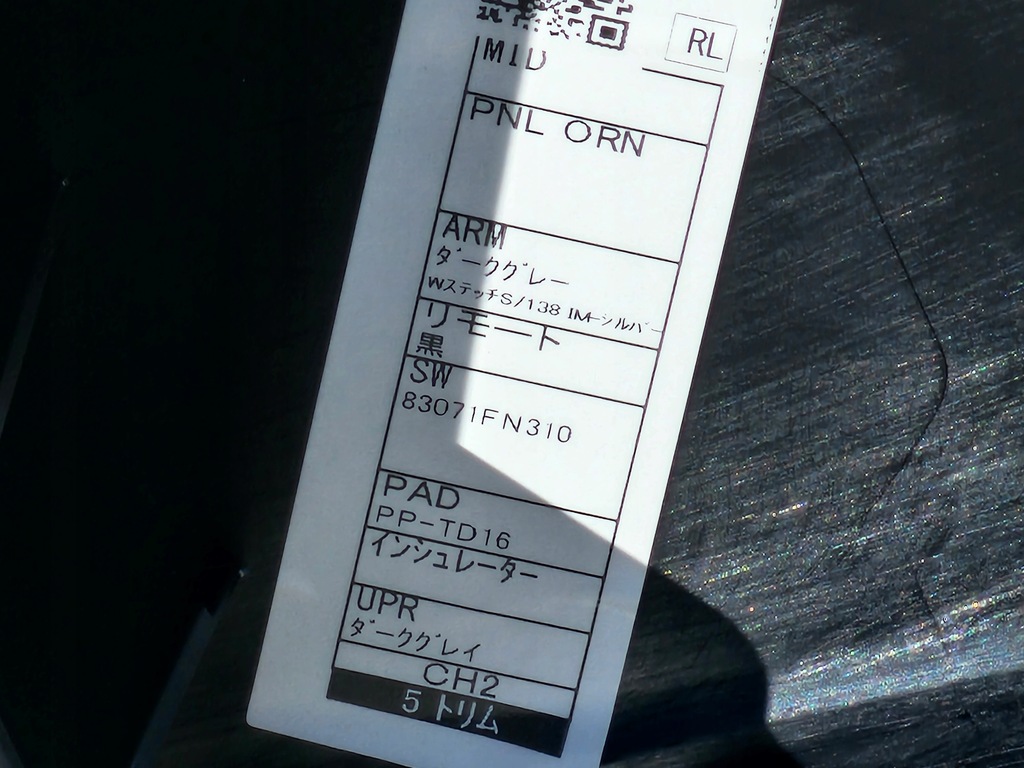 RL
MID
PNL ORN
ARM
ダークグレー
WステッチS/138 IM-シルバー
リモート
黒
SW
83071FN310
PAD
PP-TD16
インシュレーター
UPR
ダークグレイ
CH2
5 トリム